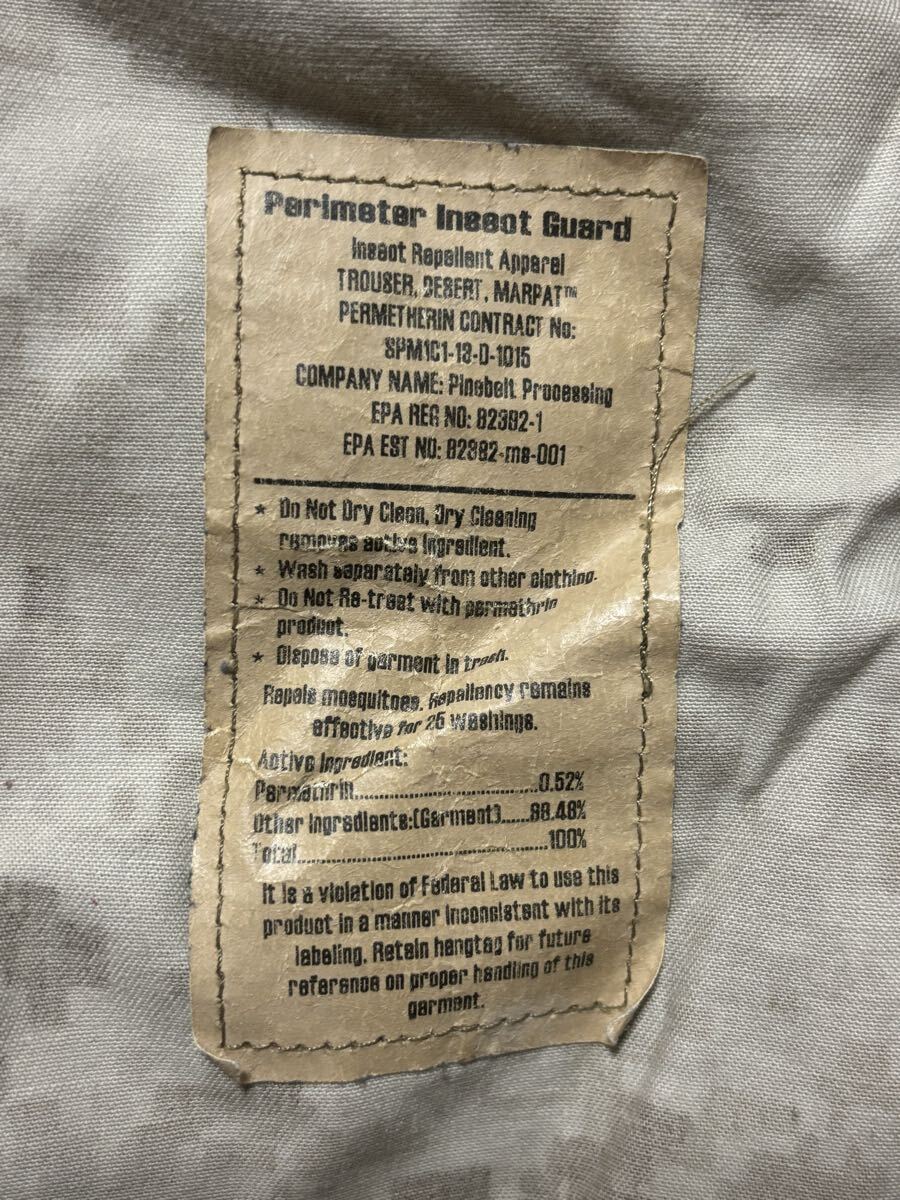 Perimeter Insect Guard
Insect Repellent Apparel
TROUSER, DESERT, MARPAT™
PERMETHERIN CONTRACT No:
SPM1C1-13-D-1015
COMPANY NAME: Pinebelt Processing
EPA REG NO: 82392-1
EPA EST NO: 82392-ms-001
* Do Not Dry Clean, Dry Cleaning
removes active ingredient.
* Wash separately from other clothing.
* Do Not Re-treat with permethrin
product.
* Dispose of garment in trash.
Repels mosquitoes. Repellency remains
effective for 25 washings.
Active Ingredient:
Permethrin...............................0.52%
Other Ingredients:(Garment)......99.48%
Total..........................................100%
It is a violation of Federal Law to use this
product in a manner inconsistent with its
labeling. Retain hangtag for future
reference on proper handling of this
garment.